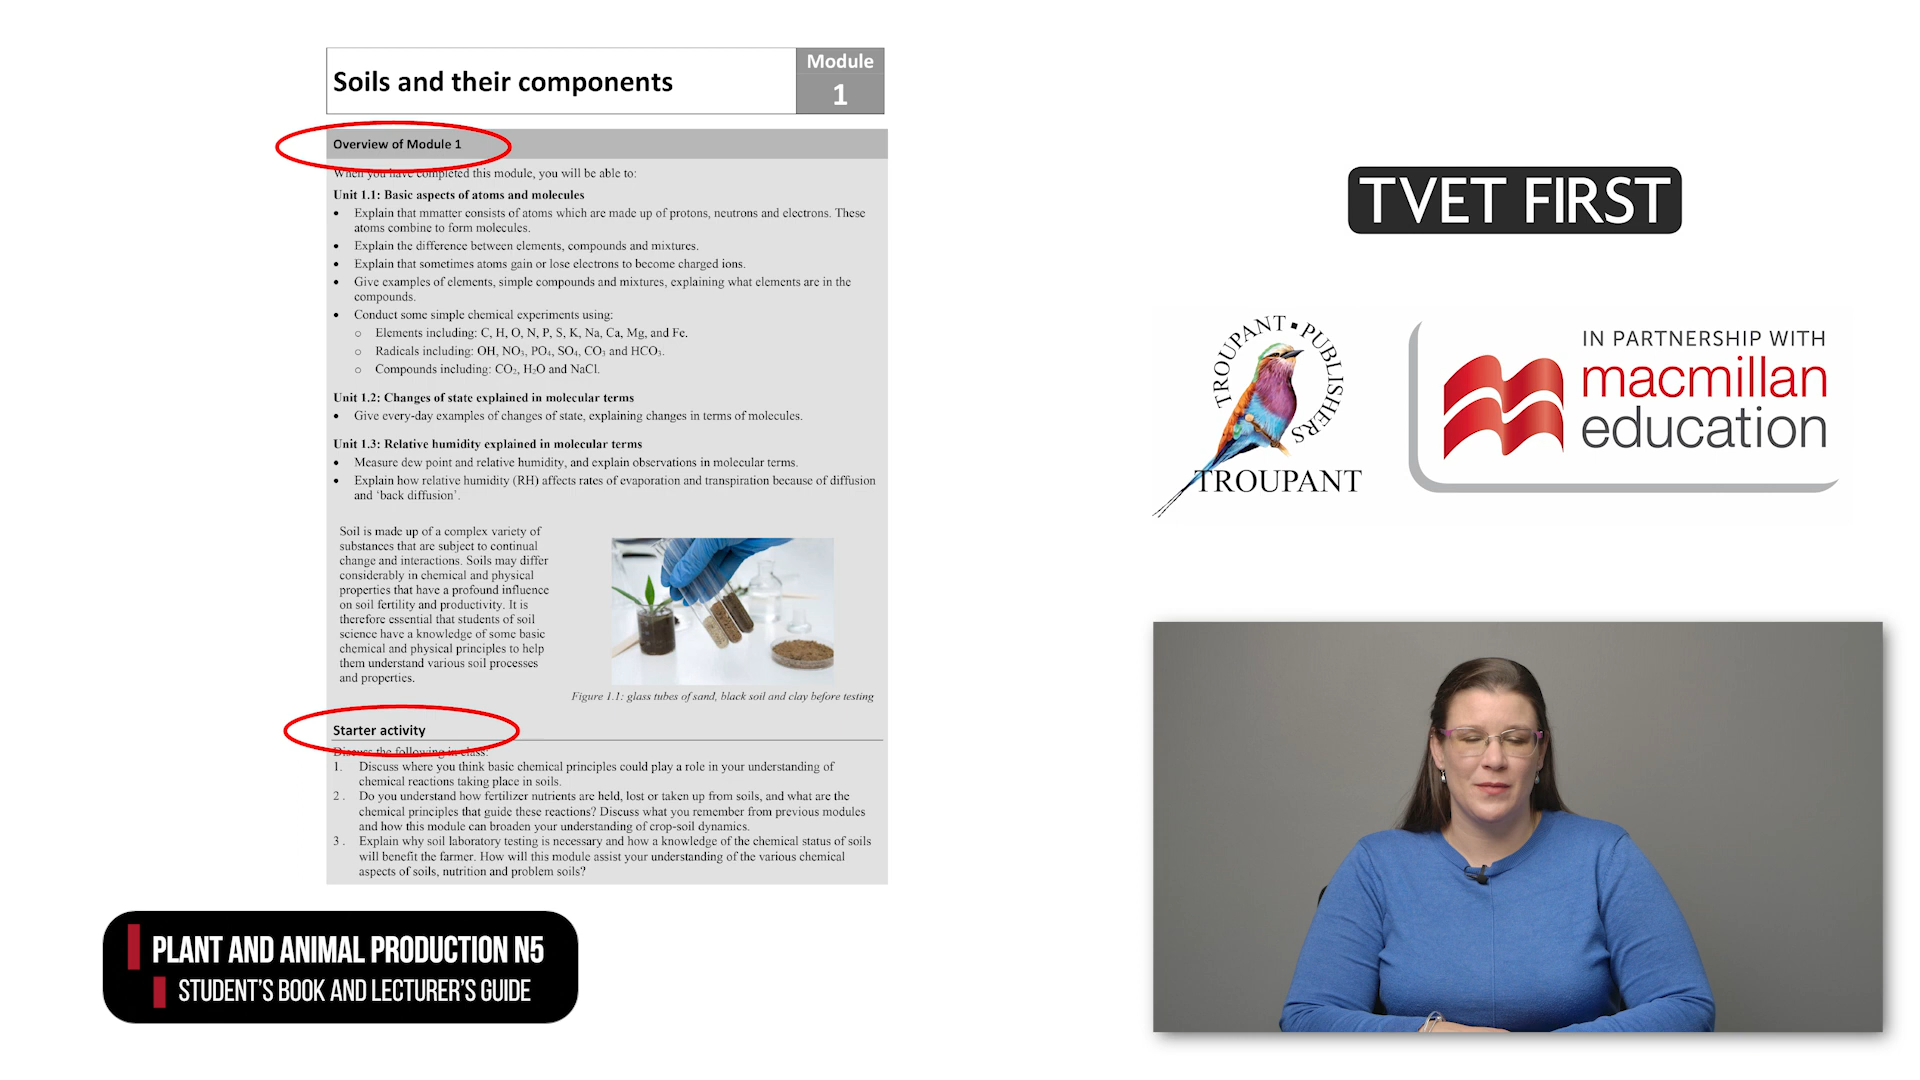 Soils and their components
Module
1
Overview of Module 1
When you have completed this module, you will be able to:
Unit 1.1: Basic aspects of atoms and molecules
• Explain that mmatter consists of atoms which are made up of protons, neutrons and electrons. These
atoms combine to form molecules.
• Explain the difference between elements, compounds and mixtures.
• Explain that sometimes atoms gain or lose electrons to become charged ions.
• Give examples of elements, simple compounds and mixtures, explaining what elements are in the
compounds.
• Conduct some simple chemical experiments using:
○ Elements including: C, H, O, N, P, S, K, Na, Ca, Mg, and Fe.
○ Radicals including: OH, NO₃, PO₄, SO₄, CO₃ and HCO₃.
○ Compounds including: CO₂, H₂O and NaCl.
Unit 1.2: Changes of state explained in molecular terms
• Give every-day examples of changes of state, explaining changes in terms of molecules.
Unit 1.3: Relative humidity explained in molecular terms
• Measure dew point and relative humidity, and explain observations in molecular terms.
• Explain how relative humidity (RH) affects rates of evaporation and transpiration because of diffusion
and ‘back diffusion’.
Soil is made up of a complex variety of
substances that are subject to continual
change and interactions. Soils may differ
considerably in chemical and physical
properties that have a profound influence
on soil fertility and productivity. It is
therefore essential that students of soil
science have a knowledge of some basic
chemical and physical principles to help
them understand various soil processes
and properties.
Figure 1.1: glass tubes of sand, black soil and clay before testing
Starter activity
Discuss the following in class:
1. Discuss where you think basic chemical principles could play a role in your understanding of
chemical reactions taking place in soils.
2. Do you understand how fertilizer nutrients are held, lost or taken up from soils, and what are the
chemical principles that guide these reactions? Discuss what you remember from previous modules
and how this module can broaden your understanding of crop-soil dynamics.
3. Explain why soil laboratory testing is necessary and how a knowledge of the chemical status of soils
will benefit the farmer. How will this module assist your understanding of the various chemical
aspects of soils, nutrition and problem soils?
PLANT AND ANIMAL PRODUCTION N5
STUDENT'S BOOK AND LECTURER'S GUIDE
TVET FIRST
TROUPANT ▪ PUBLISHERS
TROUPANT
IN PARTNERSHIP WITH
macmillan
education